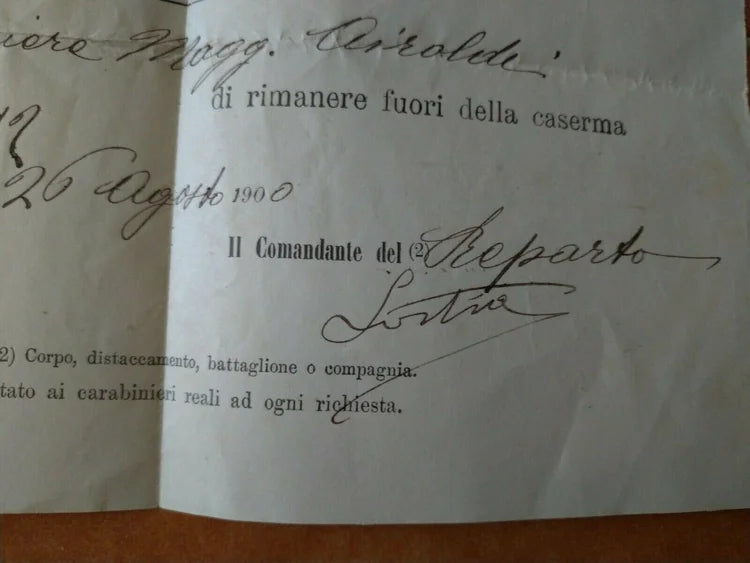 iere Magg. Airoldi
di rimanere fuori della caserma
12
26 Agosto 1900
Il Comandante del (2) Reparto
2) Corpo, distaccamento, battaglione o compagnia.
tato ai carabinieri reali ad ogni richiesta.